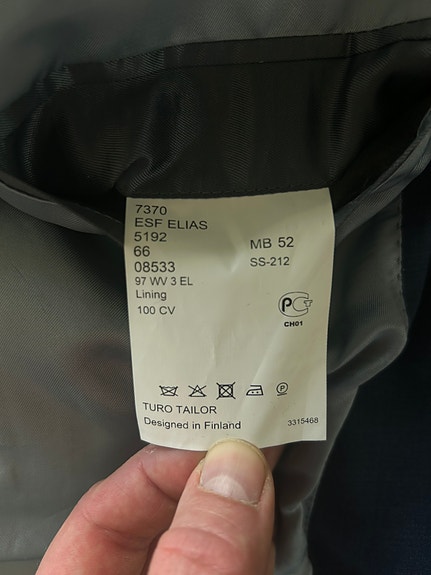 7370
ESF ELIAS
5192
66
08533
97 WV 3 EL
Lining
100 CV
MB 52
SS-212
PCT
CH01
P
TURO TAILOR
Designed in Finland
3315468